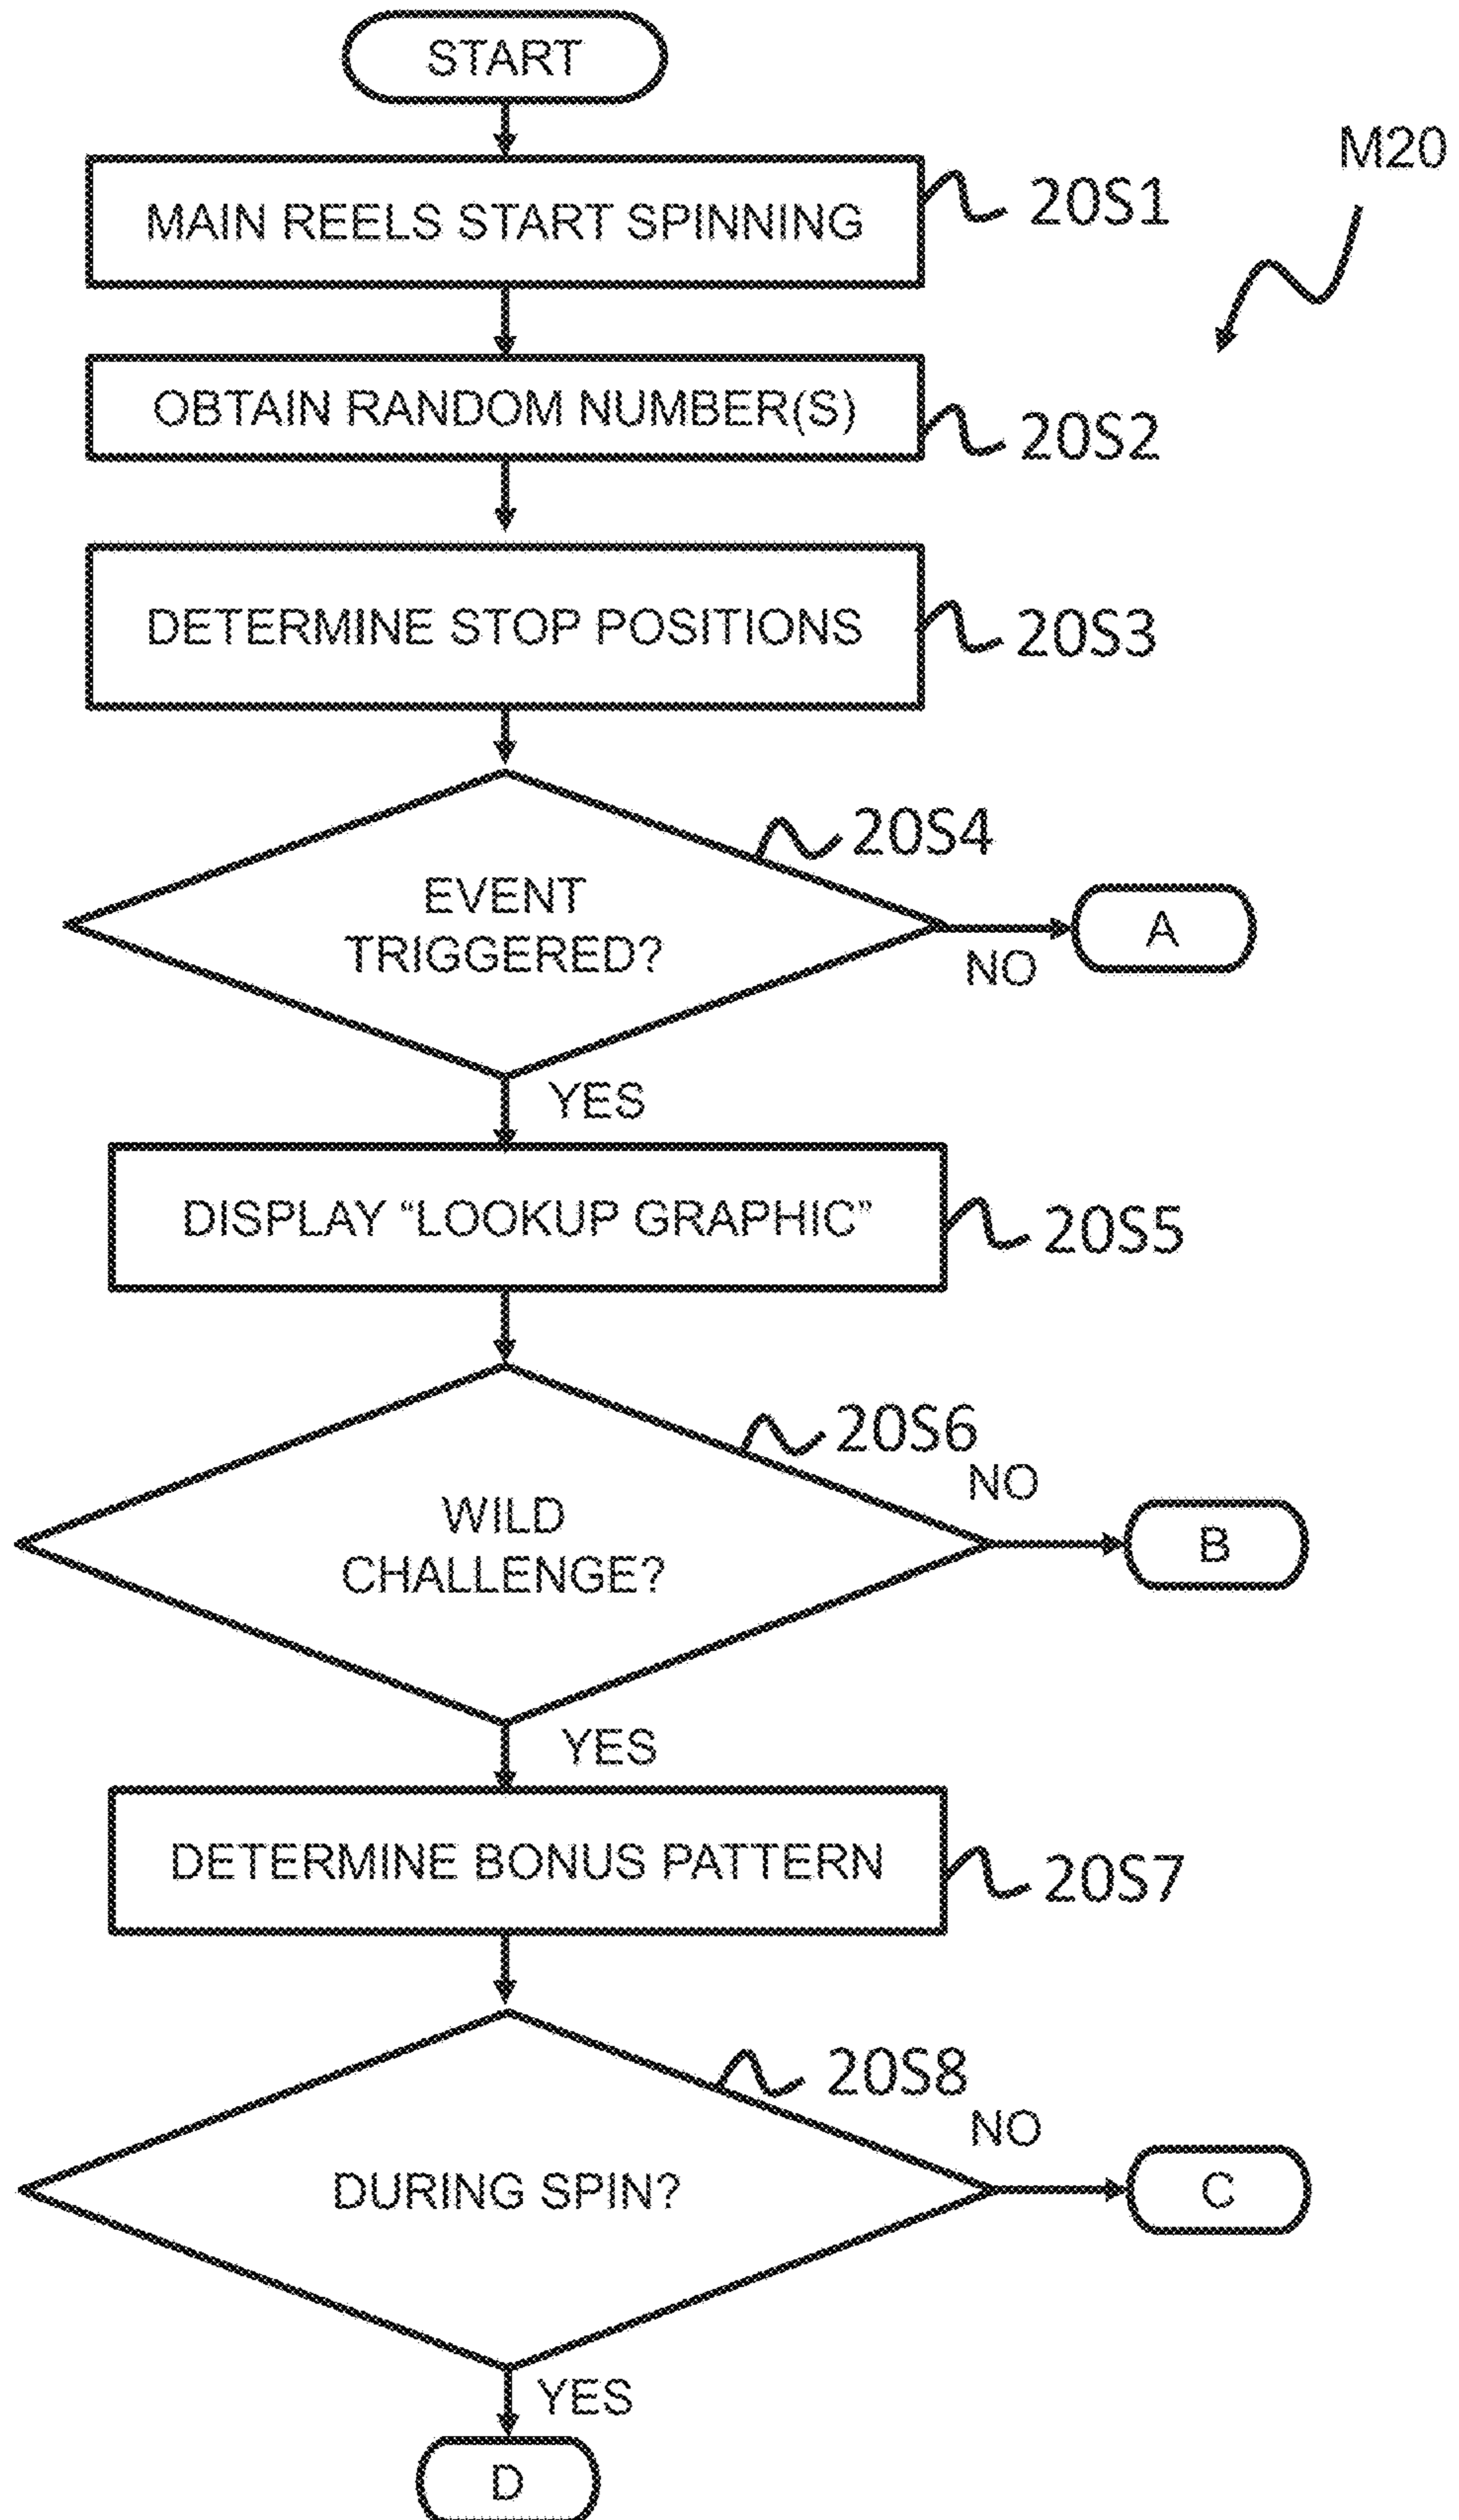 START
M20
MAIN REELS START SPINNING
20S1
OBTAIN RANDOM NUMBER(S)
20S2
DETERMINE STOP POSITIONS
20S3
20S4
EVENT
TRIGGERED?
A
NO
YES
DISPLAY “LOOKUP GRAPHIC”
20S5
20S6
NO
WILD
CHALLENGE?
B
YES
DETERMINE BONUS PATTERN
20S7
20S8
NO
DURING SPIN?
C
YES
D